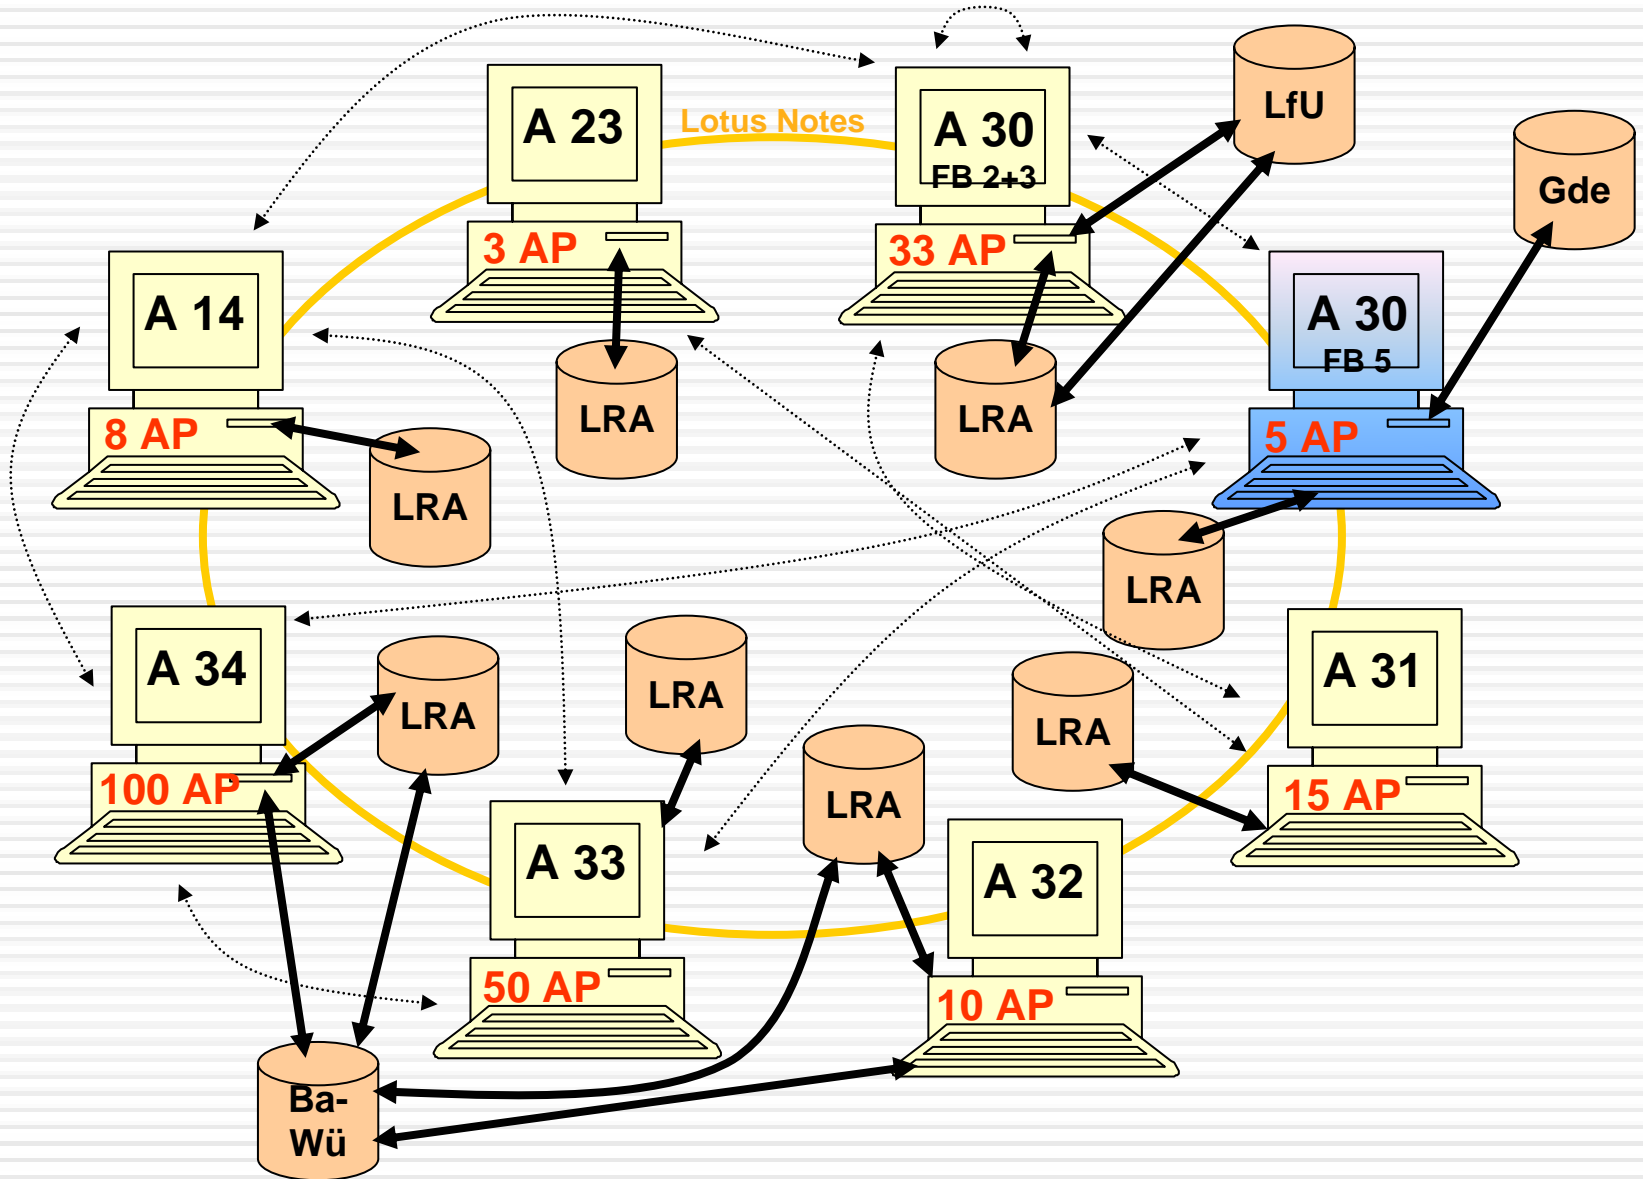 A 23
3 AP
Lotus Notes
A 30
FB 2+3
33 AP
LfU
Gde
A 14
8 AP
LRA
LRA
LRA
A 30
FB 5
5 AP
LRA
A 34
100 AP
LRA
LRA
LRA
LRA
A 31
15 AP
A 33
50 AP
A 32
10 AP
Ba-
Wü